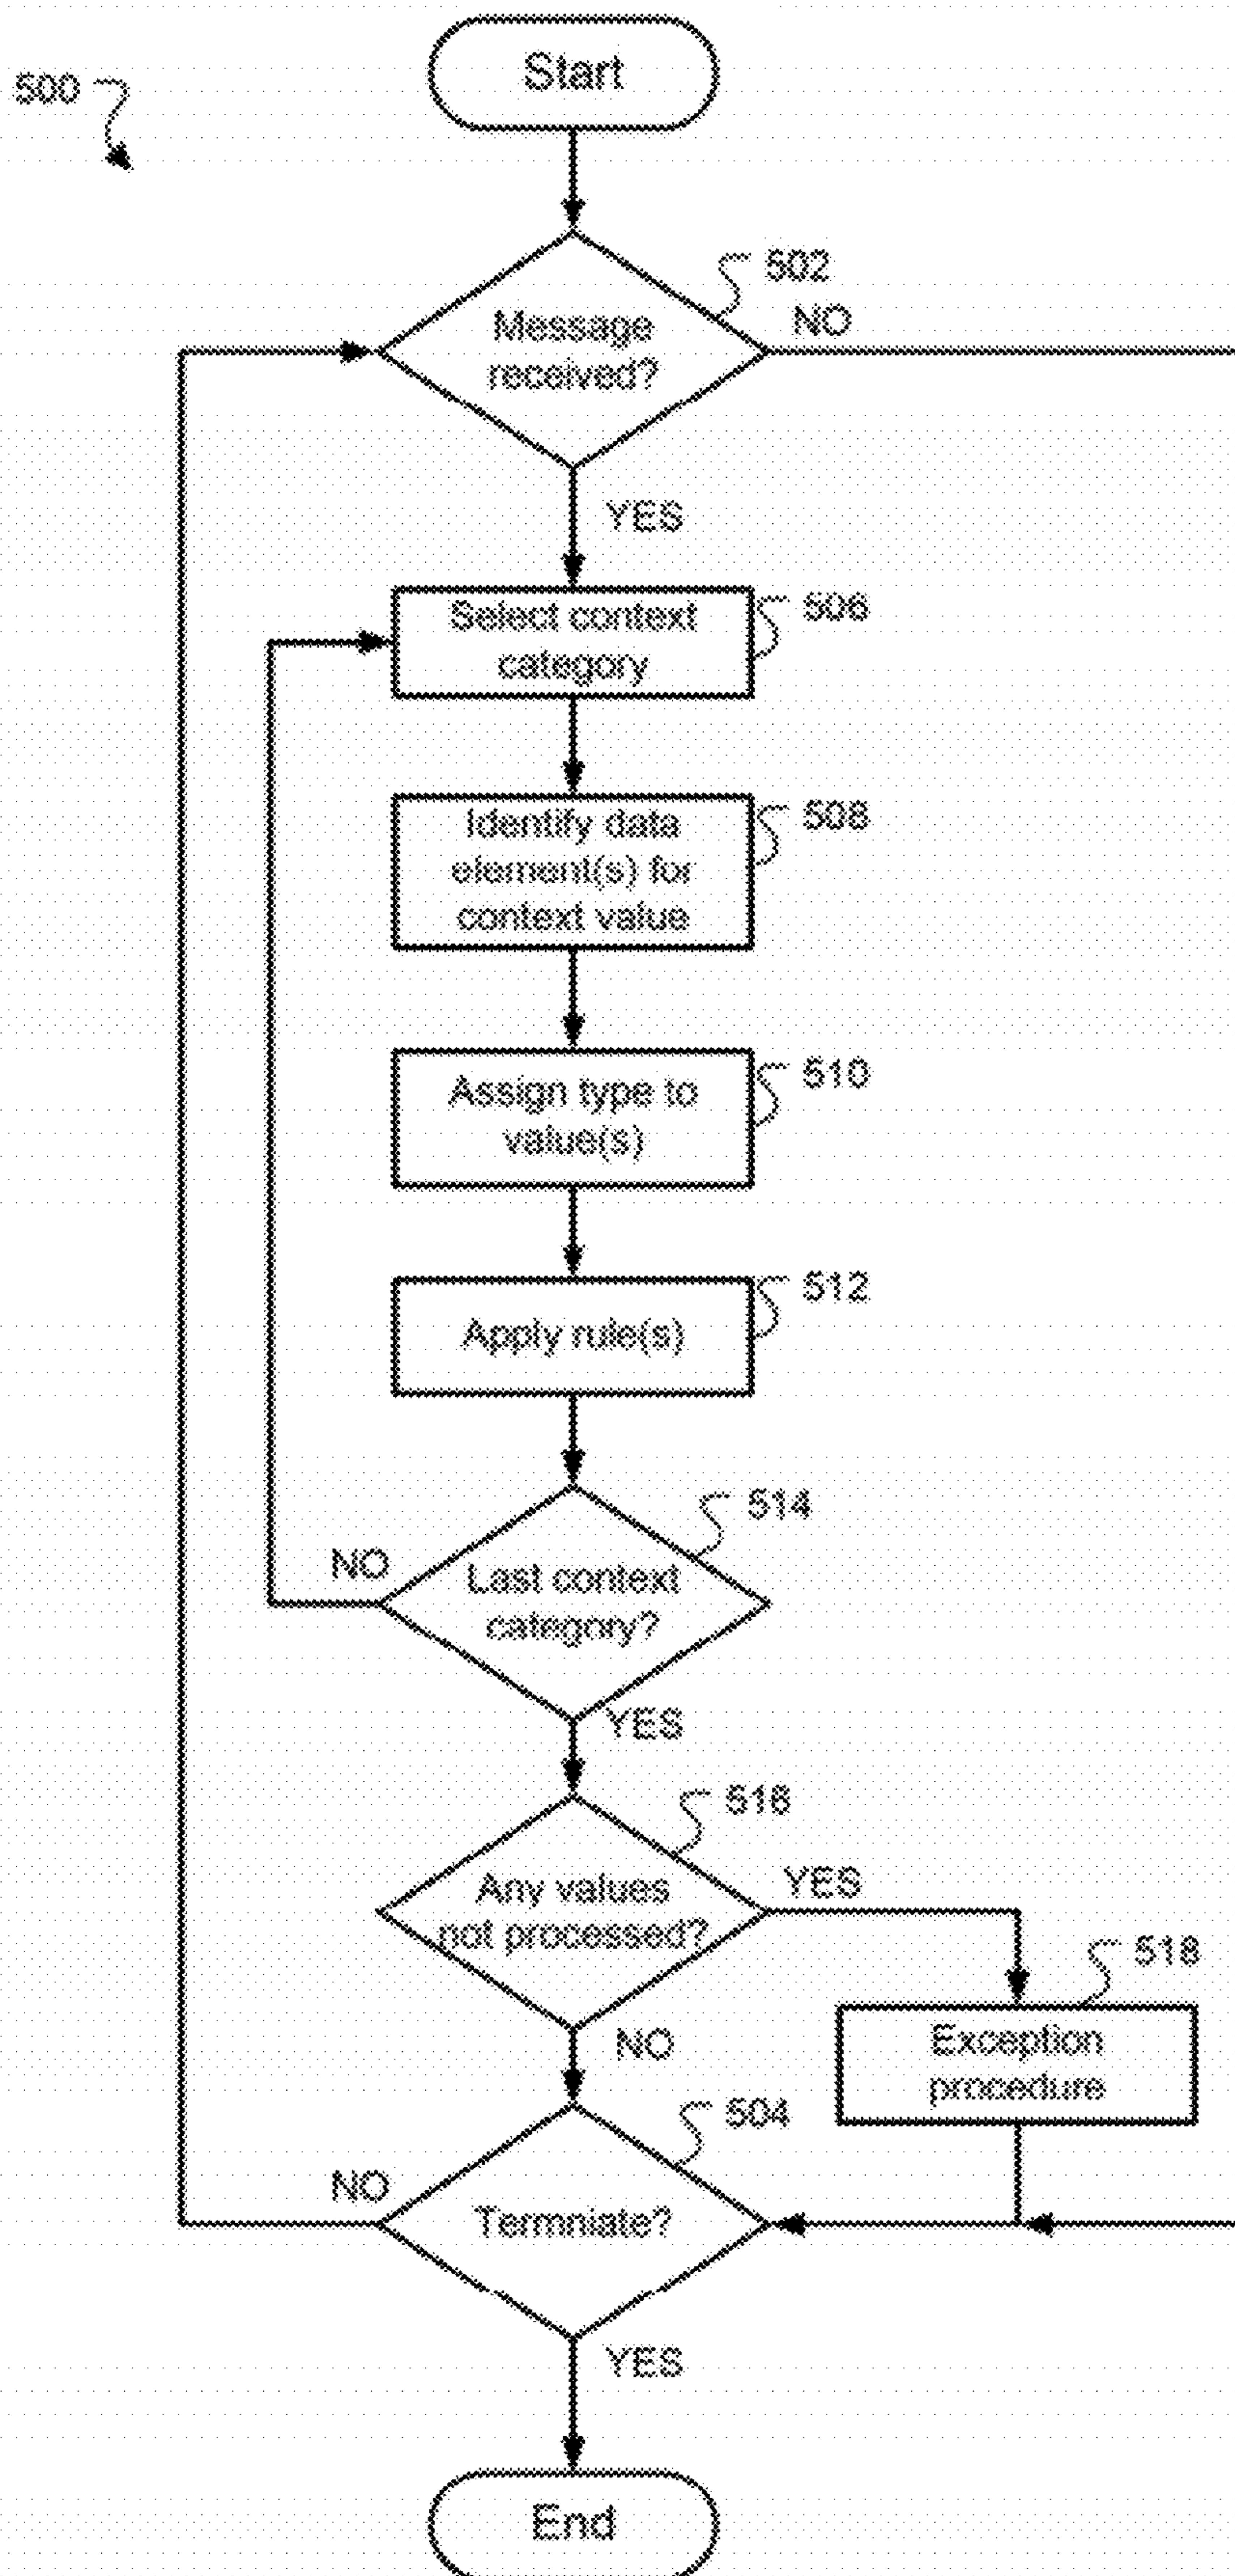 Start
500
502
Message
received?
NO
YES
Select context
category
506
Identify data
element(s) for
context value
508
Assign type to
value(s)
510
Apply rule(s)
512
514
Last context
category?
NO
YES
516
Any values
not processed?
YES
518
Exception
procedure
NO
504
Termniate?
NO
YES
End